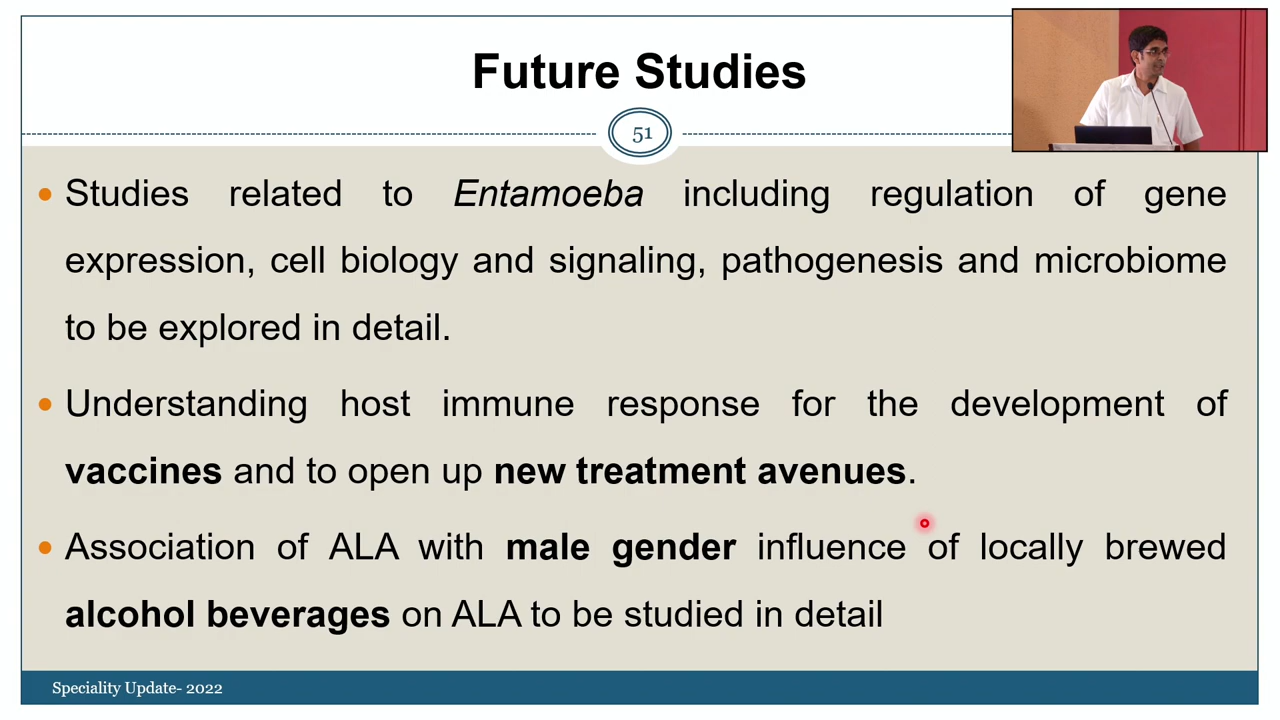 Future Studies
51
• Studies related to Entamoeba including regulation of gene
expression, cell biology and signaling, pathogenesis and microbiome
to be explored in detail.
• Understanding host immune response for the development of
vaccines and to open up new treatment avenues.
• Association of ALA with male gender influence of locally brewed
alcohol beverages on ALA to be studied in detail
Speciality Update- 2022